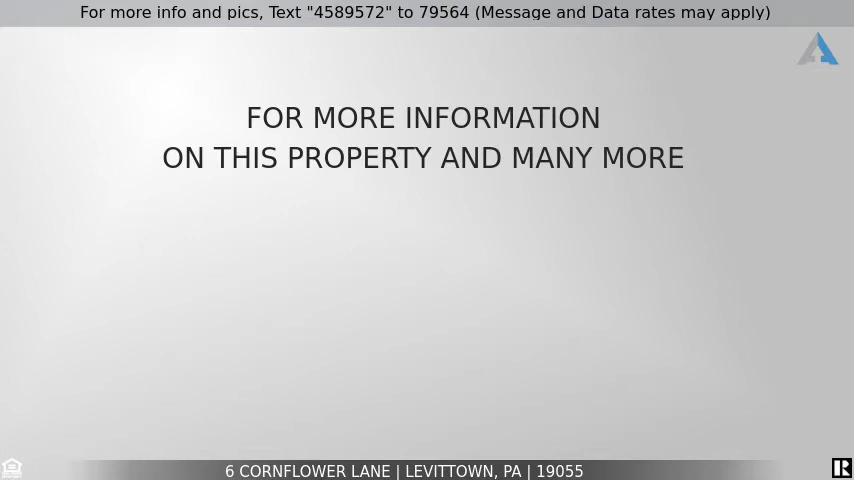 For more info and pics, Text "4589572" to 79564 (Message and Data rates may apply)
FOR MORE INFORMATION
ON THIS PROPERTY AND MANY MORE
6 CORNFLOWER LANE | LEVITTOWN, PA | 19055